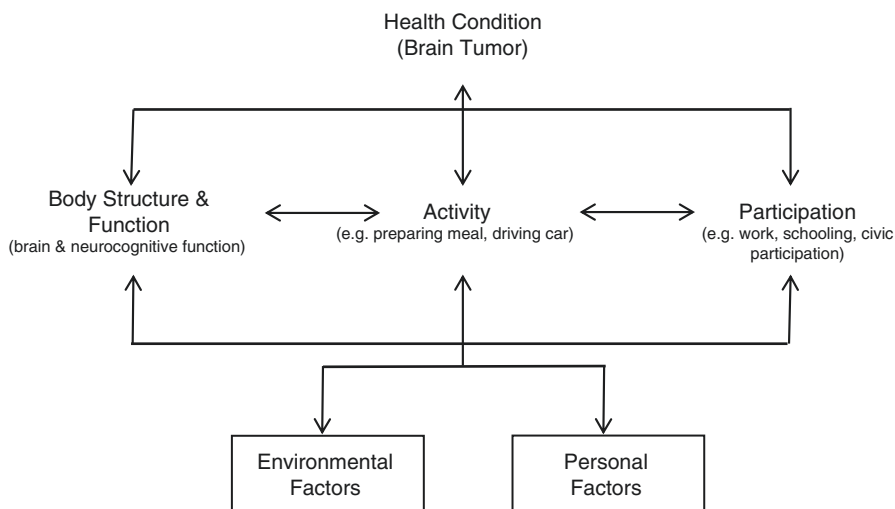 Health Condition
(Brain Tumor)
Body Structure &
Function
(brain & neurocognitive function)
Activity
(e.g. preparing meal, driving car)
Participation
(e.g. work, schooling, civic
participation)
Environmental
Factors
Personal
Factors